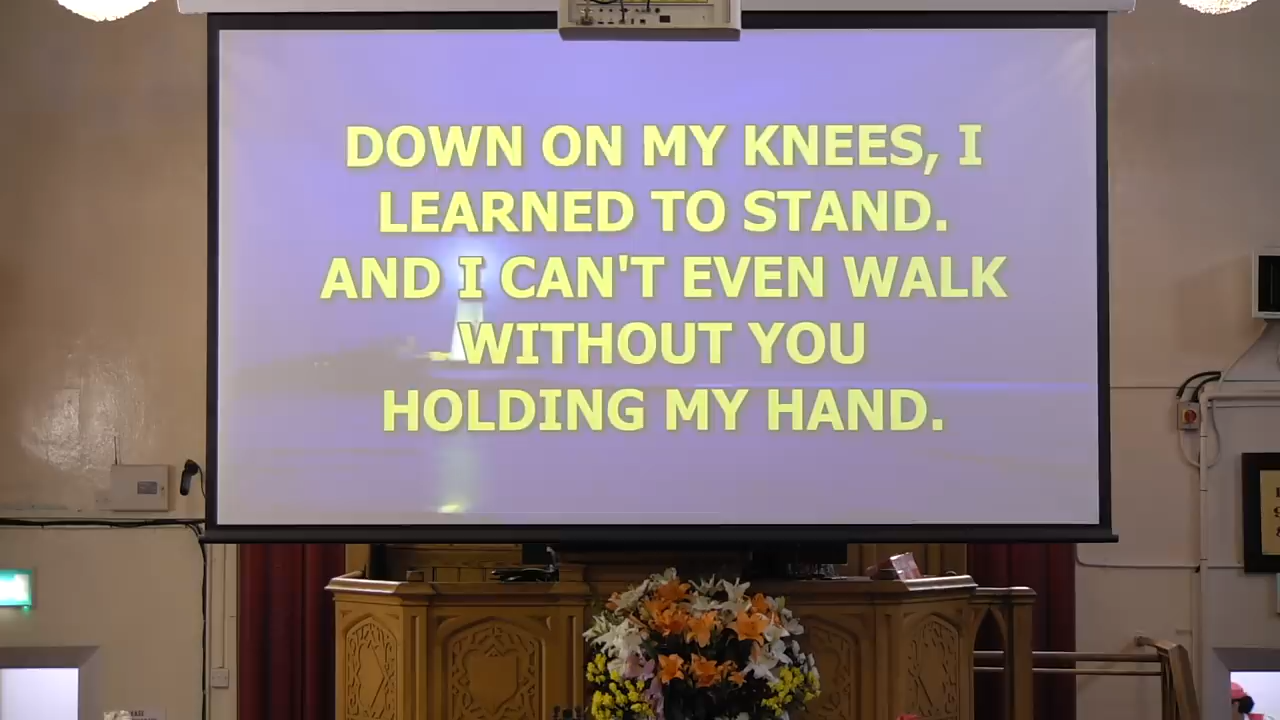 DOWN ON MY KNEES, I
LEARNED TO STAND.
AND I CAN'T EVEN WALK
WITHOUT YOU
HOLDING MY HAND.